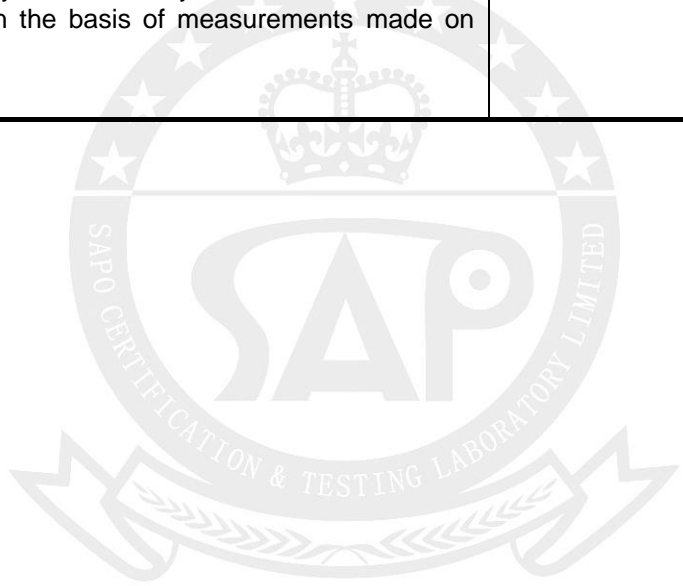 n the basis of measurements made on
SAPO CERTIFICATION & TESTING LABORATORY LIMITED
SAP